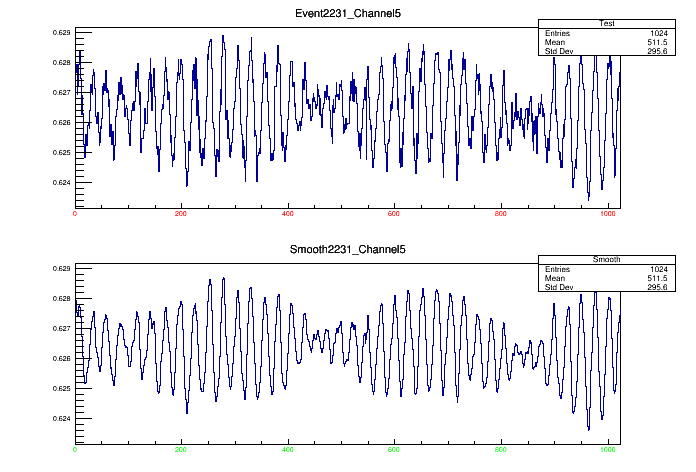 Event2231_Channel5
Test
Entries 1024
Mean 511.5
Std Dev 295.6
0.629
0.628
0.627
0.626
0.625
0.624
0 200 400 600 800 1000
Smooth2231_Channel5
Smooth
Entries 1024
Mean 511.5
Std Dev 295.6
0.629
0.628
0.627
0.626
0.625
0.624
0 200 400 600 800 1000